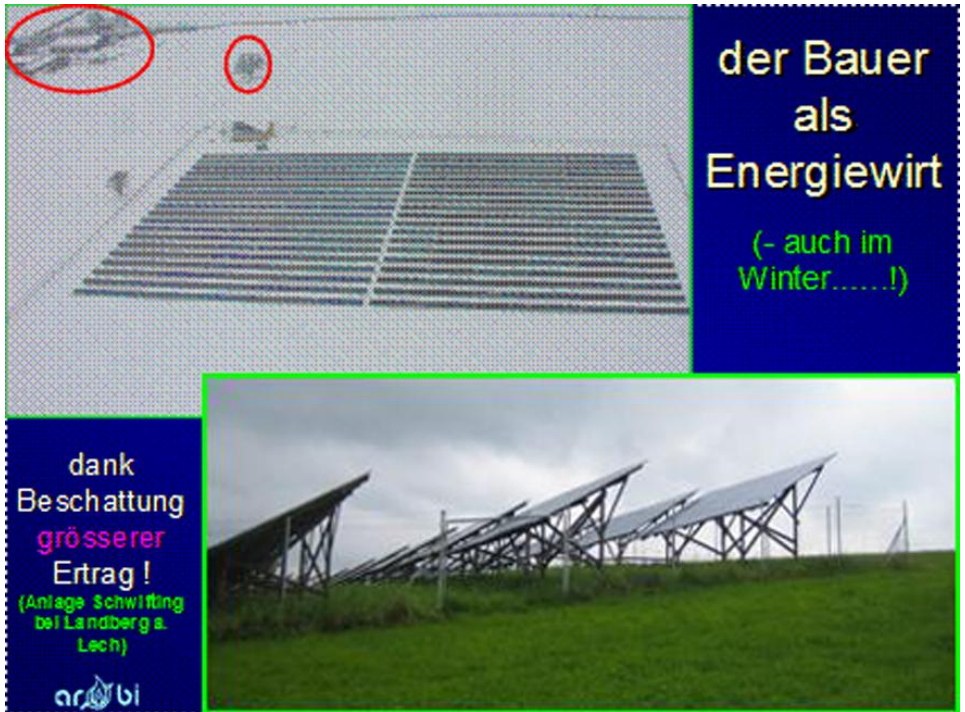 der Bauer
als
Energiewirt
(- auch im
Winter......!)
dank
Beschattung
grösserer
Ertrag !
(Anlage Schwifting
bei Landberg a.
Lech)
ar bi